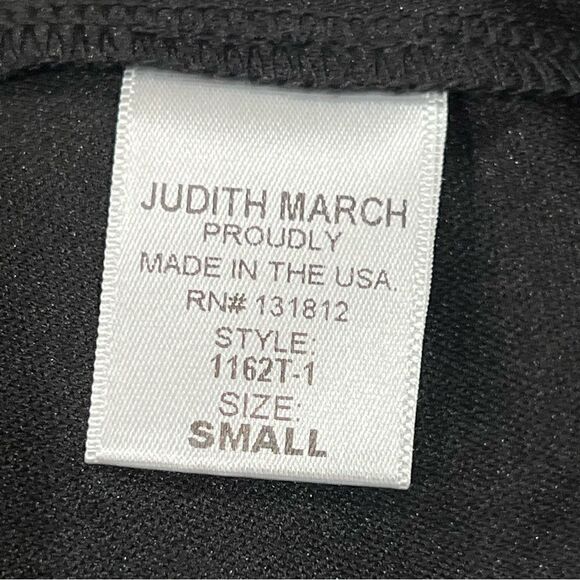 JUDITH MARCH
PROUDLY
MADE IN THE USA.
RN# 131812
STYLE:
1162T-1
SIZE:
SMALL